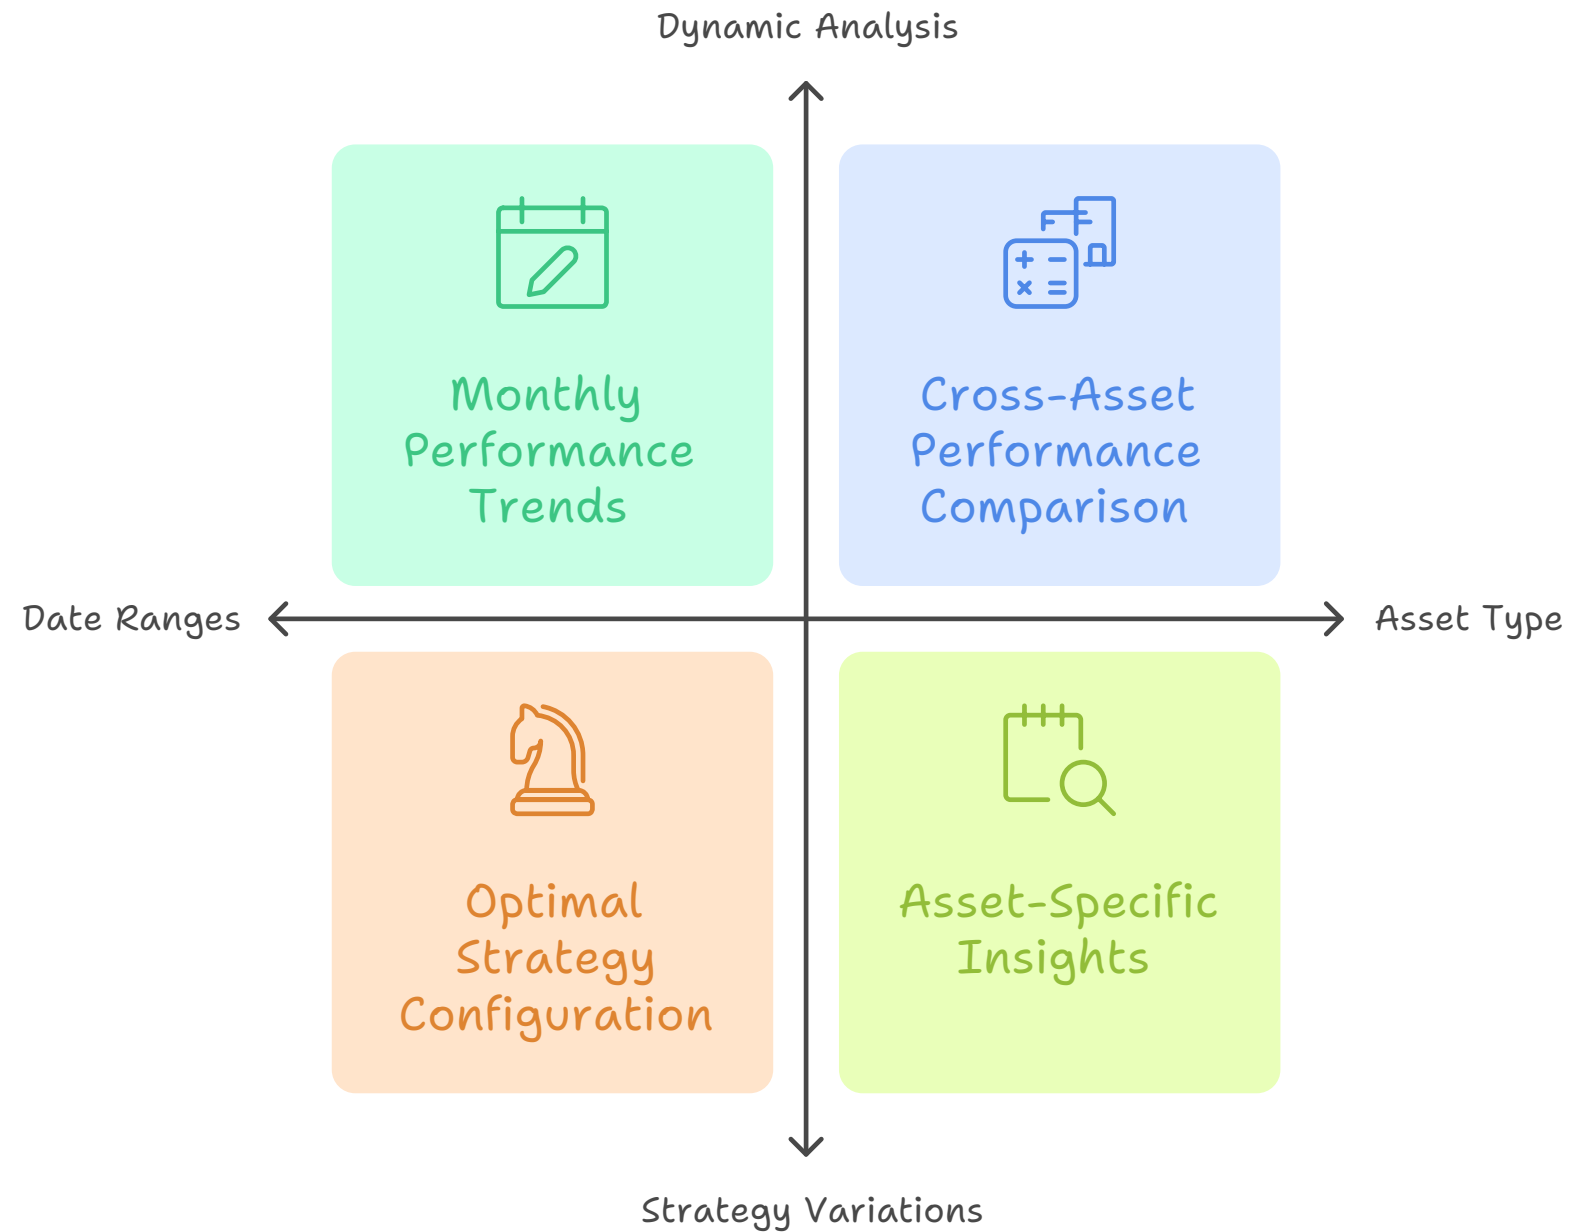 Dynamic Analysis
Monthly
Performance
Trends
Cross-Asset
Performance
Comparison
Date Ranges
Asset Type
Optimal
Strategy
Configuration
Asset-Specific
Insights
Strategy Variations